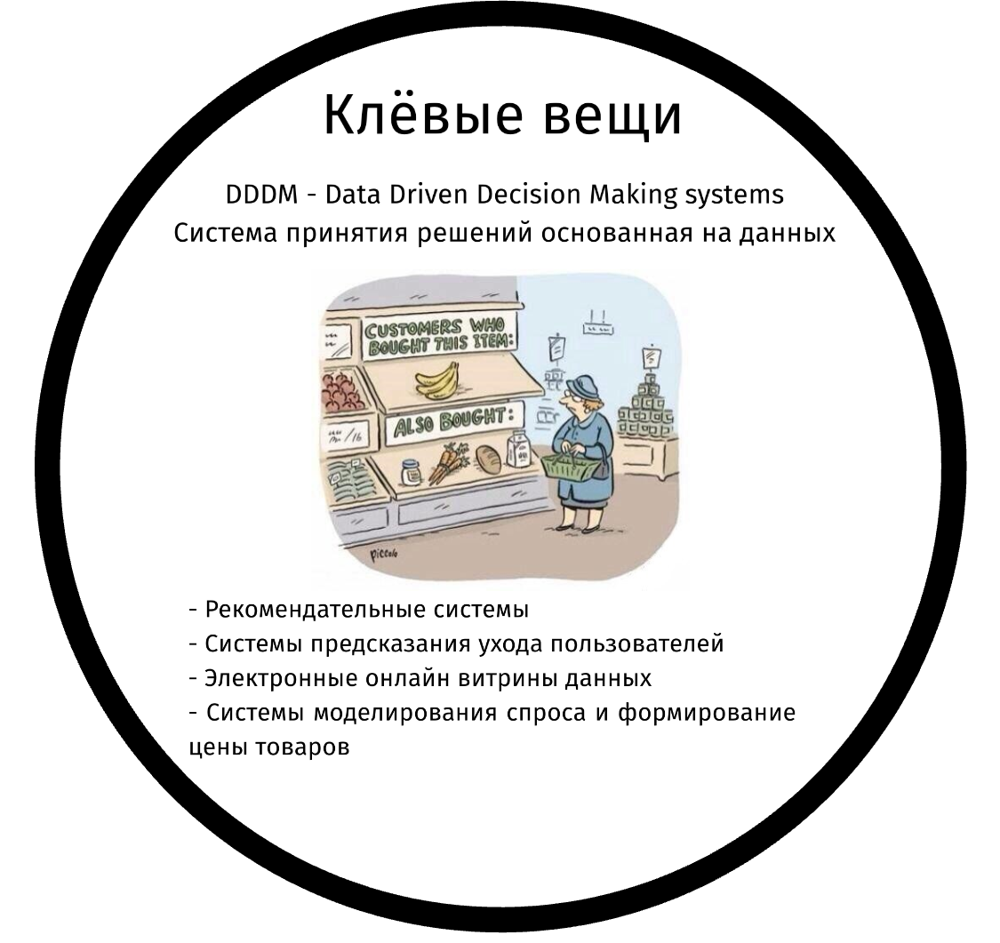 Клёвые вещи
DDDM - Data Driven Decision Making systems
Система принятия решений основанная на данных
CUSTOMERS WHO
BOUGHT THIS ITEM:
ALSO BOUGHT:
piccolo
- Рекомендательные системы
- Системы предсказания ухода пользователей
- Электронные онлайн витрины данных
- Системы моделирования спроса и формирование
цены товаров